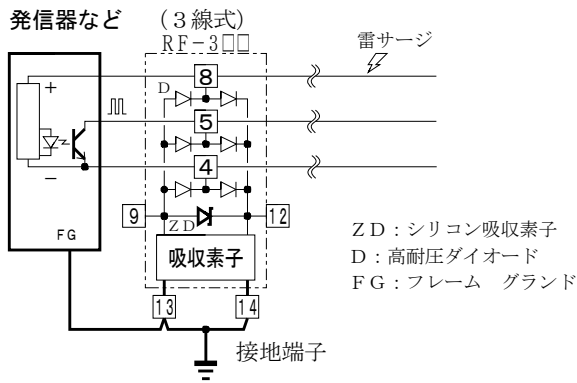 発信器など
(3線式)
RF-3□□
雷サージ
8
D
+
5
4
−
9
ZD
12
FG
吸収素子
13
14
接地端子
ZD:シリコン吸収素子
D:高耐圧ダイオード
FG:フレーム グランド